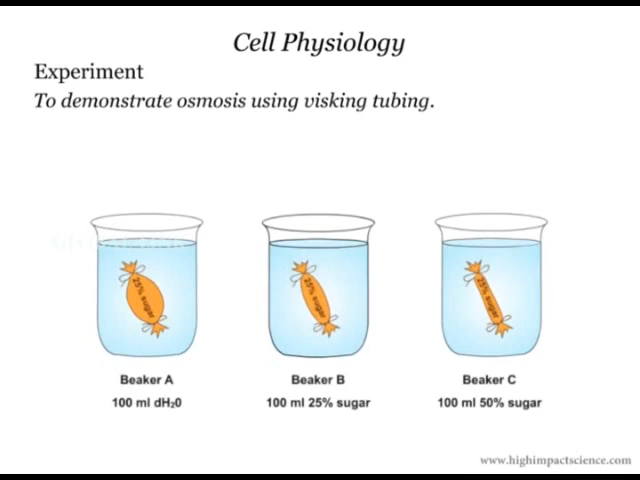 Cell Physiology
Experiment
To demonstrate osmosis using visking tubing.
25% sugar
25% sugar
25% sugar
Beaker A
Beaker B
Beaker C
100 ml dH₂0
100 ml 25% sugar
100 ml 50% sugar
www.highimpactscience.com